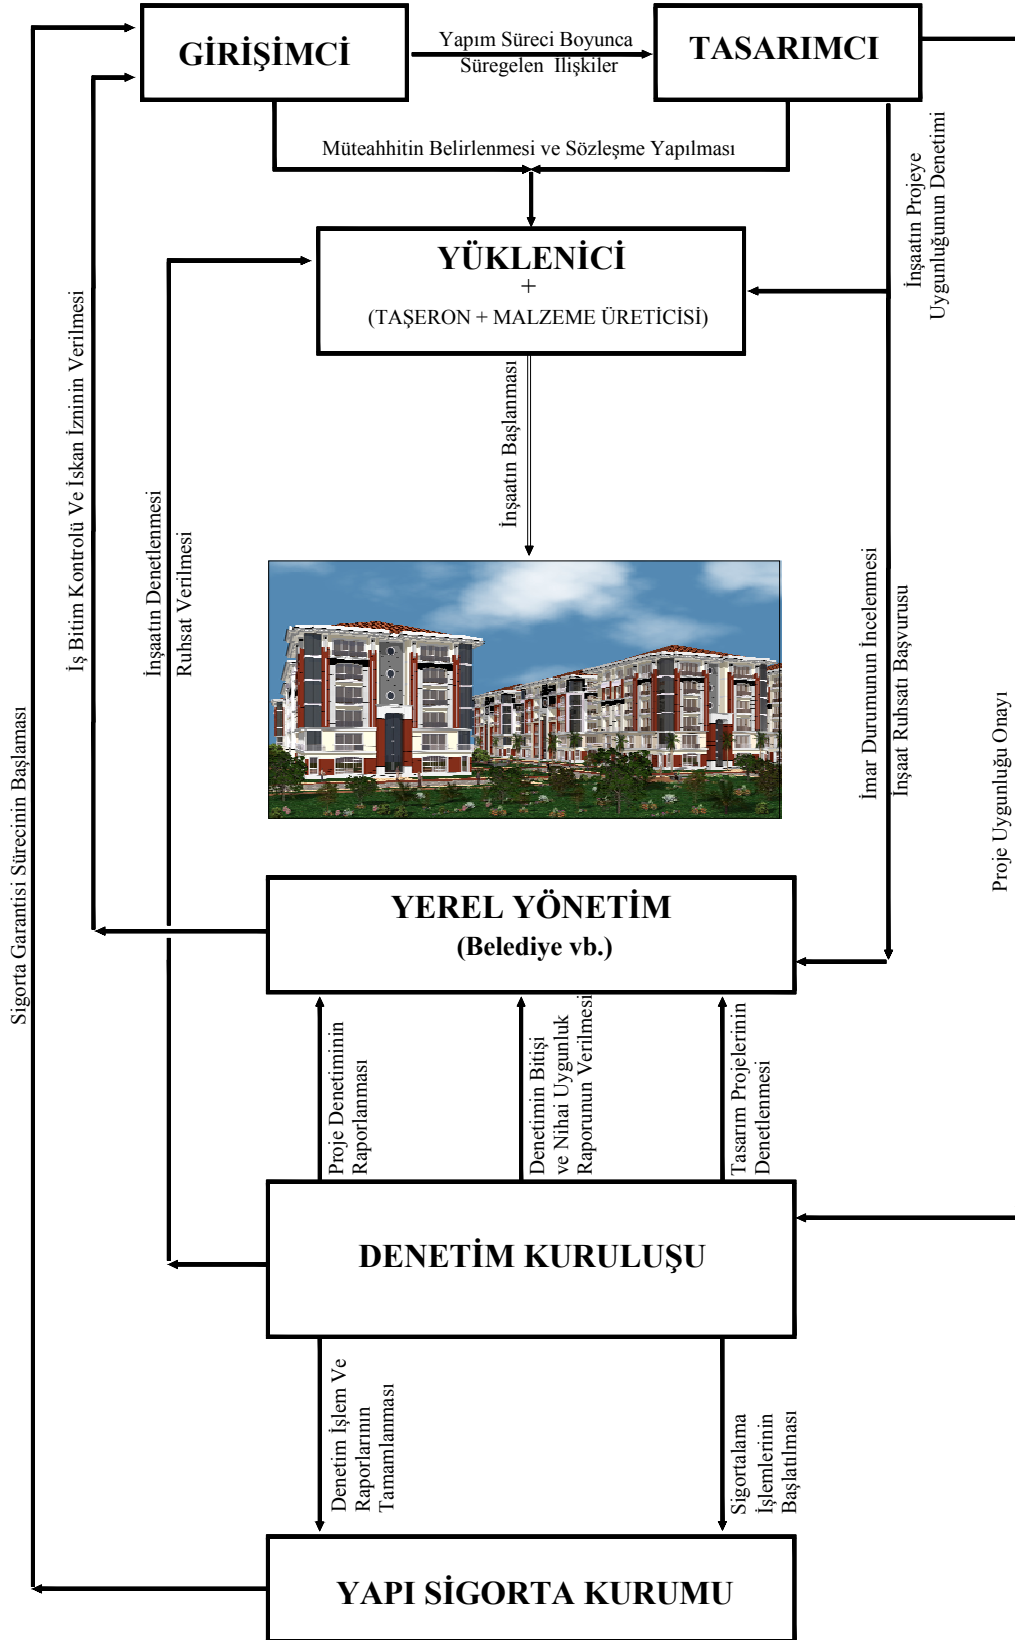 GİRİŞİMCİ
Yapım Süreci Boyunca
Süregelen İlişkiler
TASARIMCI
Müteahhitin Belirlenmesi ve Sözleşme Yapılması
İnşaatın Projeye
Uygunluğunun Denetimi
YÜKLENİCİ
+
(TAŞERON + MALZEME ÜRETİCİSİ)
İnşaatın Başlanması
İş Bitim Kontrolü Ve İskan İzninin Verilmesi
İnşaatın Denetlenmesi
Ruhsat Verilmesi
İmar Durumunun İncelenmesi
İnşaat Ruhsatı Başvurusu
Proje Uygunluğu Onayı
Sigorta Garantisi Sürecinin Başlaması
YEREL YÖNETİM
(Belediye vb.)
Proje Denetiminin
Raporlanması
Denetimin Bitişi
ve Nihai Uygunluk
Raporunun Verilmesi
Tasarım Projelerinin
Denetlenmesi
DENETİM KURULUŞU
Denetim İşlem Ve
Raporlarının
Tamamlanması
Sigortalama
İşlemlerinin
Başlatılması
YAPI SİGORTA KURUMU